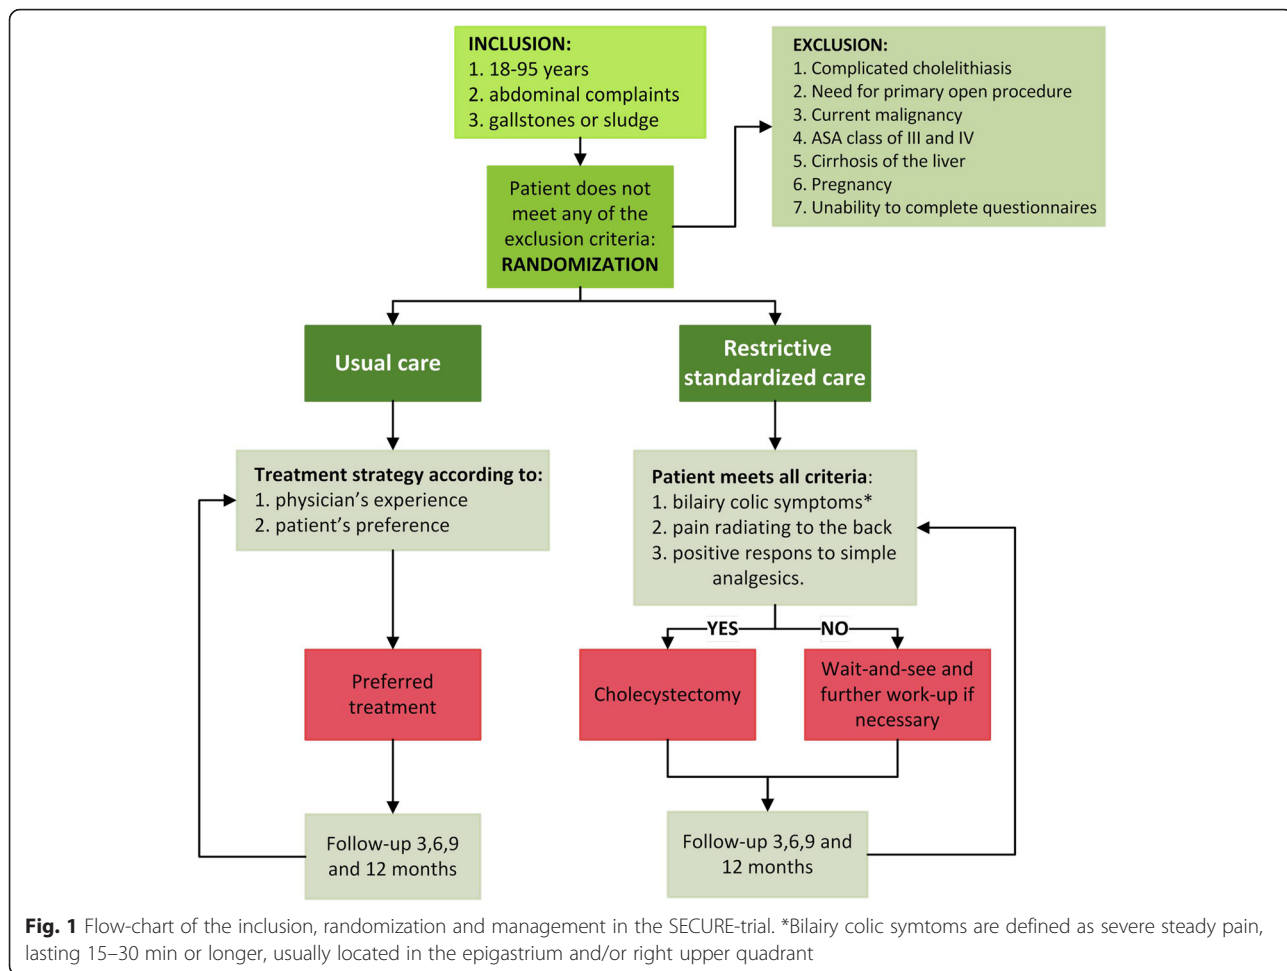 INCLUSION:
1. 18-95 years
2. abdominal complaints
3. gallstones or sludge
EXCLUSION:
1. Complicated cholelithiasis
2. Need for primary open procedure
3. Current malignancy
4. ASA class of III and IV
5. Cirrhosis of the liver
6. Pregnancy
7. Unability to complete questionnaires
Patient does not
meet any of the
exclusion criteria:
RANDOMIZATION
Usual care
Restrictive
standardized care
Treatment strategy according to:
1. physician's experience
2. patient's preference
Patient meets all criteria:
1. bilairy colic symptoms*
2. pain radiating to the back
3. positive respons to simple
analgesics.
YES
NO
Preferred
treatment
Cholecystectomy
Wait-and-see and
further work-up if
necessary
Follow-up 3,6,9
and 12 months
Follow-up 3,6,9 and
12 months
Fig. 1 Flow-chart of the inclusion, randomization and management in the SECURE-trial. *Bilairy colic symtoms are defined as severe steady pain,
lasting 15–30 min or longer, usually located in the epigastrium and/or right upper quadrant